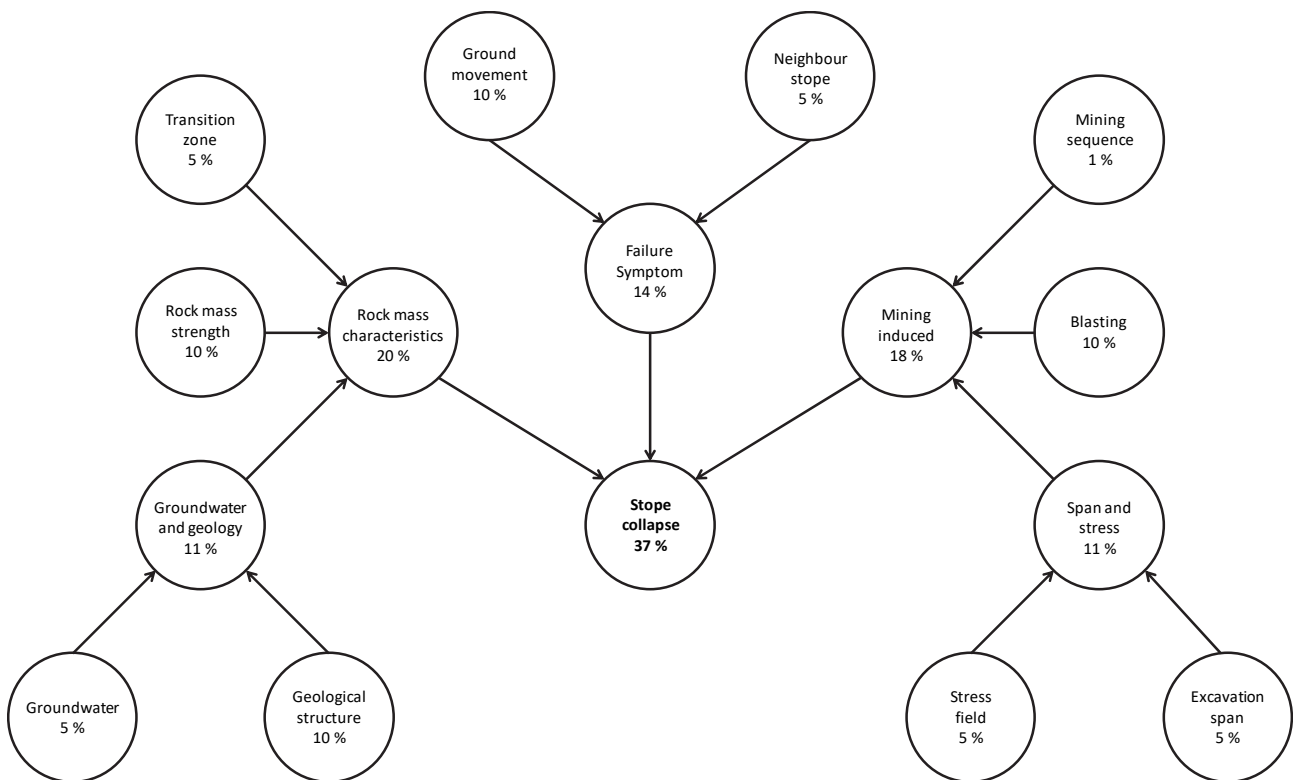 Ground
movement
10 %
Neighbour
stope
5 %
Transition
zone
5 %
Mining
sequence
1 %
Failure
Symptom
14 %
Rock mass
strength
10 %
Rock mass
characteristics
20 %
Mining
induced
18 %
Blasting
10 %
Groundwater
and geology
11 %
Stope
collapse
37 %
Span and
stress
11 %
Groundwater
5 %
Geological
structure
10 %
Stress
field
5 %
Excavation
span
5 %